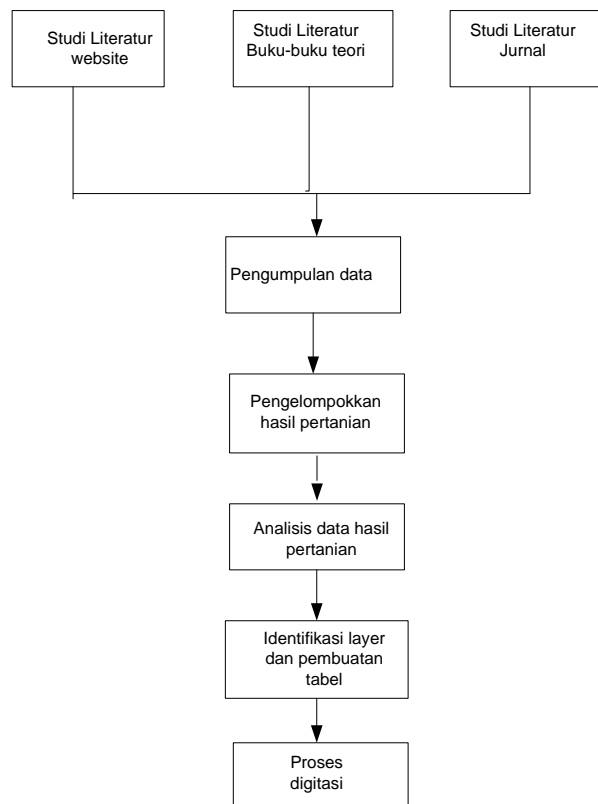 Studi Literatur
website
Studi Literatur
Buku-buku teori
Studi Literatur
Jurnal
Pengumpulan data
Pengelompokkan
hasil pertanian
Analisis data hasil
pertanian
Identifikasi layer
dan pembuatan
tabel
Proses
digitasi